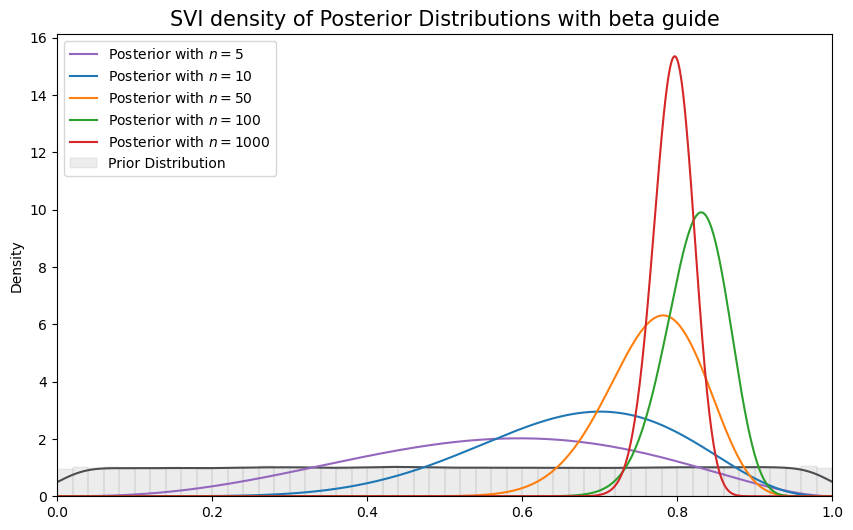 SVI density of Posterior Distributions with beta guide
16
14
12
10
8
6
4
2
0
Density
Posterior with n = 5
Posterior with n = 10
Posterior with n = 50
Posterior with n = 100
Posterior with n = 1000
Prior Distribution
0.0 0.2 0.4 0.6 0.8 1.0